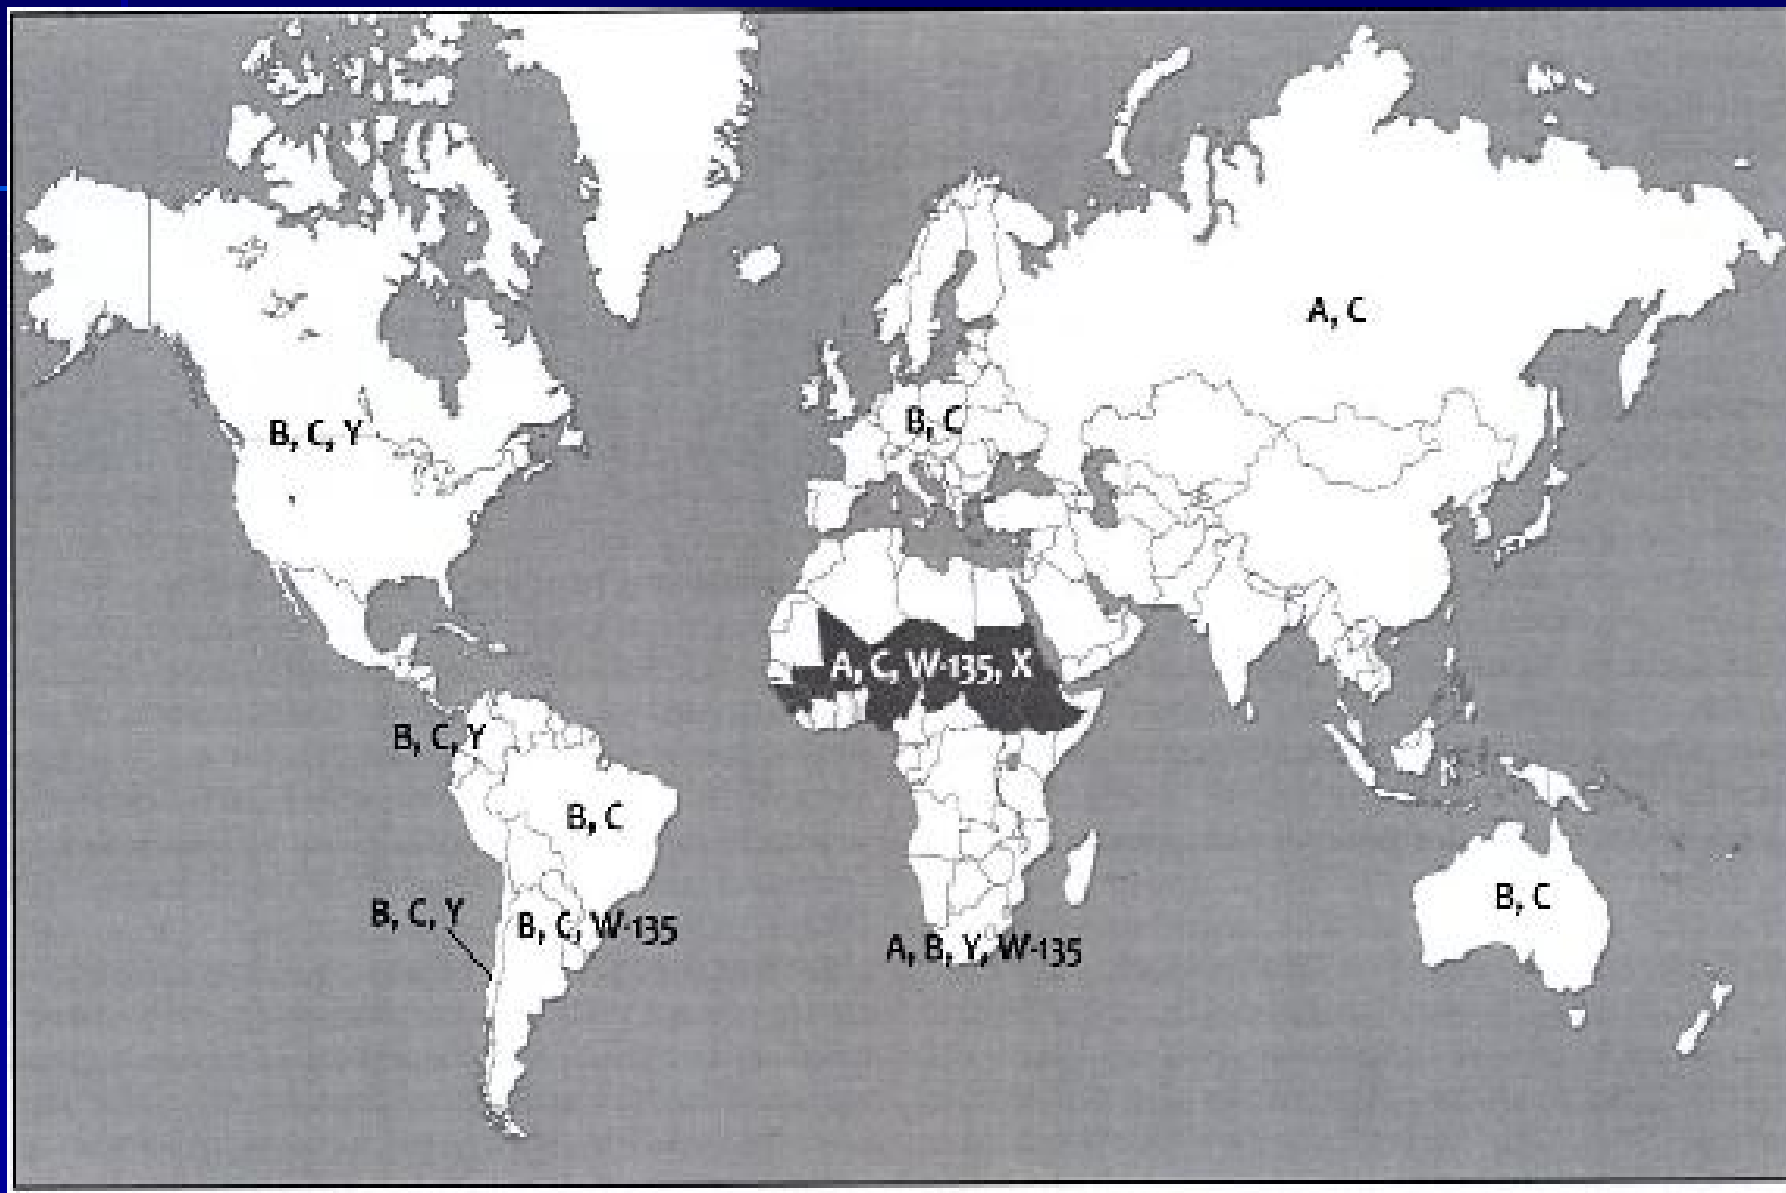 A, C
B, C
B, C, Y
A, C, W-135, X
B, C, Y
B, C
B, C
B, C, Y
B, C, W-135
A, B, Y, W-135